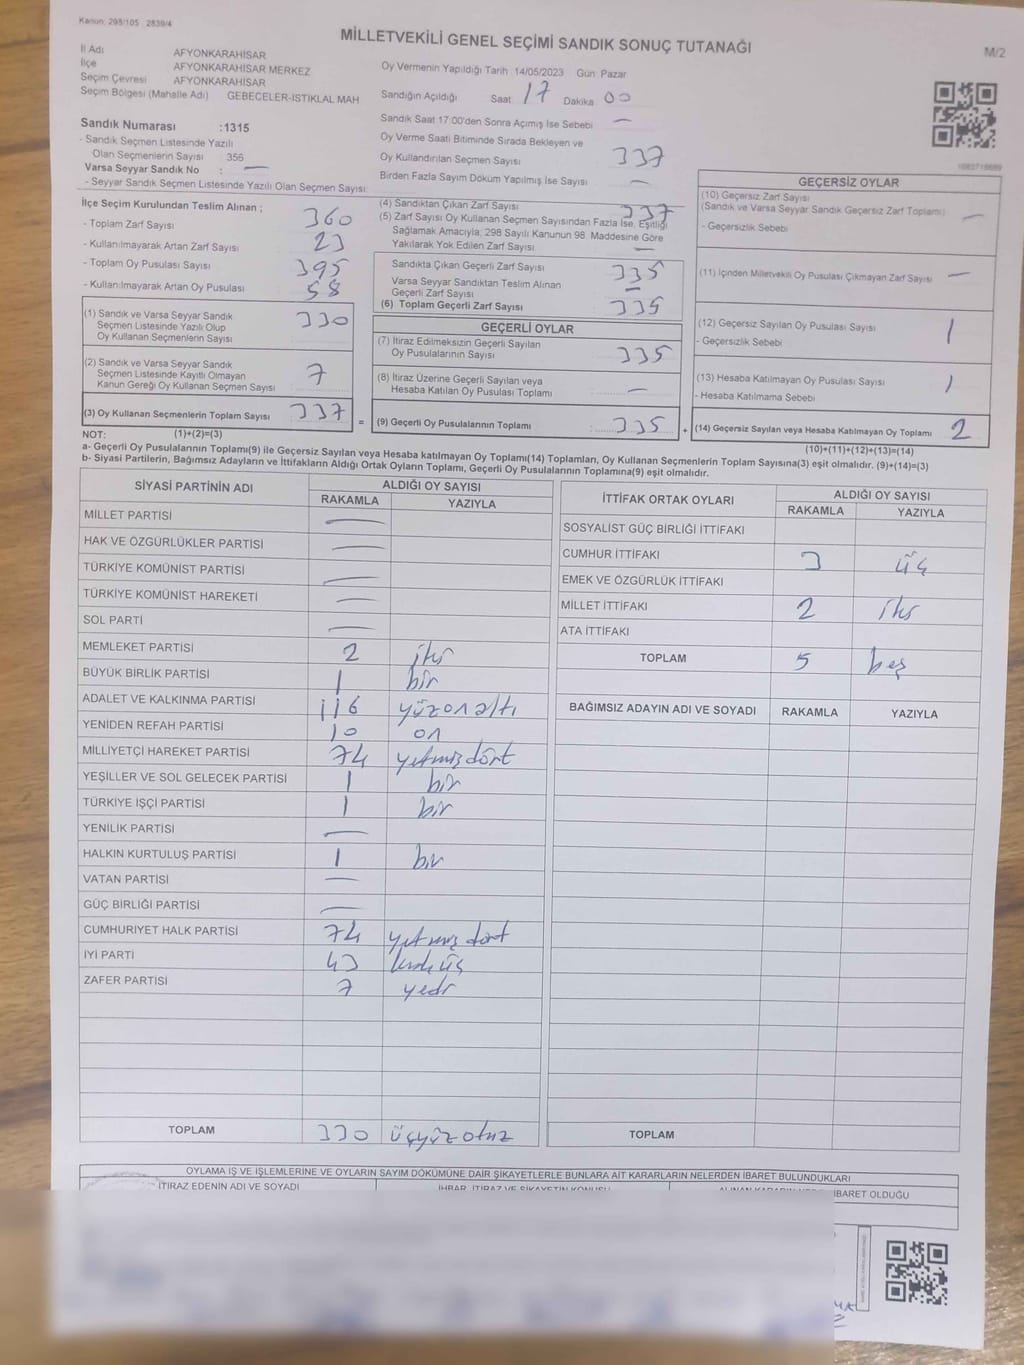 Kanun: 298/105 2839/4
MİLLETVEKİLİ GENEL SEÇİMİ SANDIK SONUÇ TUTANAĞI
M/2
İl Adı AFYONKARAHİSAR
İlçe AFYONKARAHİSAR MERKEZ
Seçim Çevresi AFYONKARAHİSAR
Seçim Bölgesi (Mahalle Adı) GEBECELER-İSTİKLAL MAH
Oy Vermenin Yapıldığı Tarih 14/05/2023 Gün: Pazar
Sandığın Açıldığı Saat 17 Dakika 00
Sandık Saat 17:00'den Sonra Açımış İse Sebebi —
Oy Verme Saati Bitiminde Sırada Bekleyen ve
Oy Kullandırılan Seçmen Sayısı 337
Birden Fazla Sayım Döküm Yapılmış İse Sayısı —
Sandık Numarası :1315
- Sandık Seçmen Listesinde Yazılı
Olan Seçmenlerin Sayısı 356
Varsa Seyyar Sandık No : —
- Seyyar Sandık Seçmen Listesinde Yazılı Olan Seçmen Sayısı:
İlçe Seçim Kurulundan Teslim Alınan ;
- Toplam Zarf Sayısı 360
- Kullanılmayarak Artan Zarf Sayısı 23
- Toplam Oy Pusulası Sayısı 395
- Kullanılmayarak Artan Oy Pusulası 58
(1) Sandık ve Varsa Seyyar Sandık
Seçmen Listesinde Yazılı Olup
Oy Kullanan Seçmenlerin Sayısı 330
(2) Sandık ve Varsa Seyyar Sandık
Seçmen Listesinde Kayıtlı Olmayan
Kanun Gereği Oy Kullanan Seçmen Sayısı 7
(3) Oy Kullanan Seçmenlerin Toplam Sayısı 337
(1)+(2)=(3)
(4) Sandıktan Çıkan Zarf Sayısı 337
(5) Zarf Sayısı Oy Kullanan Seçmen Sayısından Fazla İse, Eşitliği
Sağlamak Amacıyla, 298 Sayılı Kanunun 98. Maddesine Göre
Yakılarak Yok Edilen Zarf Sayısı —
Sandıkta Çıkan Geçerli Zarf Sayısı 335
Varsa Seyyar Sandıktan Teslim Alınan
Geçerli Zarf Sayısı —
(6) Toplam Geçerli Zarf Sayısı 335
GEÇERLİ OYLAR
(7) İtiraz Edilmeksizin Geçerli Sayılan
Oy Pusulalarının Sayısı 335
(8) İtiraz Üzerine Geçerli Sayılan veya
Hesaba Katılan Oy Pusulası Toplamı —
= (9) Geçerli Oy Pusulalarının Toplamı 335
GEÇERSİZ OYLAR
(10) Geçersiz Zarf Sayısı
(Sandık ve Varsa Seyyar Sandık Geçersiz Zarf Toplamı) —
- Geçersizlik Sebebi
(11) İçinden Milletvekili Oy Pusulası Çıkmayan Zarf Sayısı —
(12) Geçersiz Sayılan Oy Pusulası Sayısı 1
- Geçersizlik Sebebi
(13) Hesaba Katılmayan Oy Pusulası Sayısı 1
- Hesaba Katılmama Sebebi
+ (14) Geçersiz Sayılan veya Hesaba Katılmayan Oy Toplamı 2
(10)+(11)+(12)+(13)=(14)
NOT:
a- Geçerli Oy Pusulalarının Toplamı(9) ile Geçersiz Sayılan veya Hesaba katılmayan Oy Toplamı(14) Toplamları, Oy Kullanan Seçmenlerin Toplam Sayısına(3) eşit olmalıdır. (9)+(14)=(3)
b- Siyasi Partilerin, Bağımsız Adayların ve İttifakların Aldığı Ortak Oyların Toplamı, Geçerli Oy Pusulalarının Toplamına(9) eşit olmalıdır.
SİYASİ PARTİNİN ADI ALDIĞI OY SAYISI
RAKAMLA YAZIYLA
MİLLET PARTİSİ —
HAK VE ÖZGÜRLÜKLER PARTİSİ —
TÜRKİYE KOMÜNİST PARTİSİ —
TÜRKİYE KOMÜNİST HAREKETİ —
SOL PARTİ —
MEMLEKET PARTİSİ 2 iki
BÜYÜK BİRLİK PARTİSİ 1 bir
ADALET VE KALKINMA PARTİSİ 116 yüzonaltı
YENİDEN REFAH PARTİSİ 10 on
MİLLİYETÇİ HAREKET PARTİSİ 74 yetmişdört
YEŞİLLER VE SOL GELECEK PARTİSİ 1 bir
TÜRKİYE İŞÇİ PARTİSİ 1 bir
YENİLİK PARTİSİ —
HALKIN KURTULUŞ PARTİSİ 1 bir
VATAN PARTİSİ —
GÜÇ BİRLİĞİ PARTİSİ —
CUMHURİYET HALK PARTİSİ 74 yetmiş dört
İYİ PARTİ 43 kırküç
ZAFER PARTİSİ 7 yedi
TOPLAM 330 üçyüz otuz
İTTİFAK ORTAK OYLARI ALDIĞI OY SAYISI
RAKAMLA YAZIYLA
SOSYALİST GÜÇ BİRLİĞİ İTTİFAKI
CUMHUR İTTİFAKI 3 üç
EMEK VE ÖZGÜRLÜK İTTİFAKI
MİLLET İTTİFAKI 2 iki
ATA İTTİFAKI
TOPLAM 5 beş
BAĞIMSIZ ADAYIN ADI VE SOYADI RAKAMLA YAZIYLA
TOPLAM
OYLAMA İŞ VE İŞLEMLERİNE VE OYLARIN SAYIM DÖKÜMÜNE DAİR ŞİKAYETLERLE BUNLARA AİT KARARLARIN NELERDEN İBARET BULUNDUKLARI
İTİRAZ EDENİN ADI VE SOYADI İHBAR, İTİRAZ VE ŞİKAYETİN KONUSU İBARET OLDUĞU